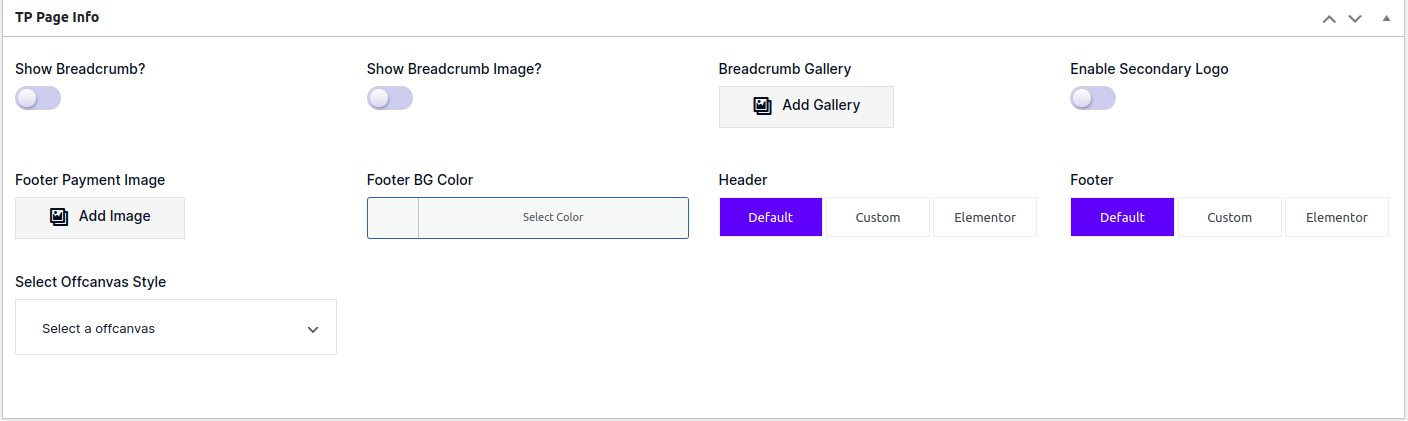 TP Page Info
Show Breadcrumb?
Show Breadcrumb Image?
Breadcrumb Gallery
Enable Secondary Logo
Add Gallery
Footer Payment Image
Footer BG Color
Header
Footer
Add Image
Select Color
Default
Custom
Elementor
Default
Custom
Elementor
Select Offcanvas Style
Select a offcanvas